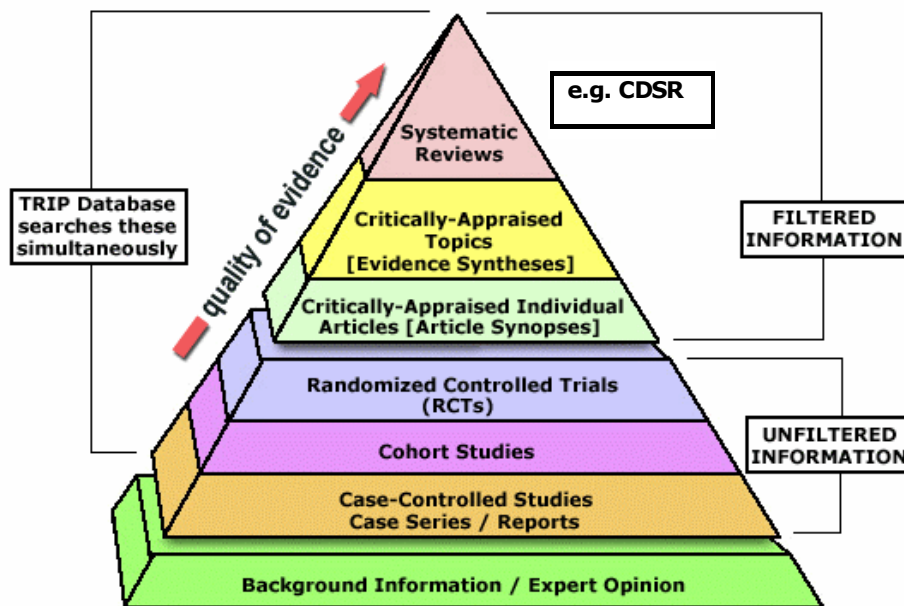 e.g. CDSR
Systematic
Reviews
quality of evidence
TRIP Database
searches these
simultaneously
Critically-Appraised
Topics
[Evidence Syntheses]
FILTERED
INFORMATION
Critically-Appraised Individual
Articles [Article Synopses]
Randomized Controlled Trials
(RCTs)
UNFILTERED
INFORMATION
Cohort Studies
Case-Controlled Studies
Case Series / Reports
Background Information / Expert Opinion